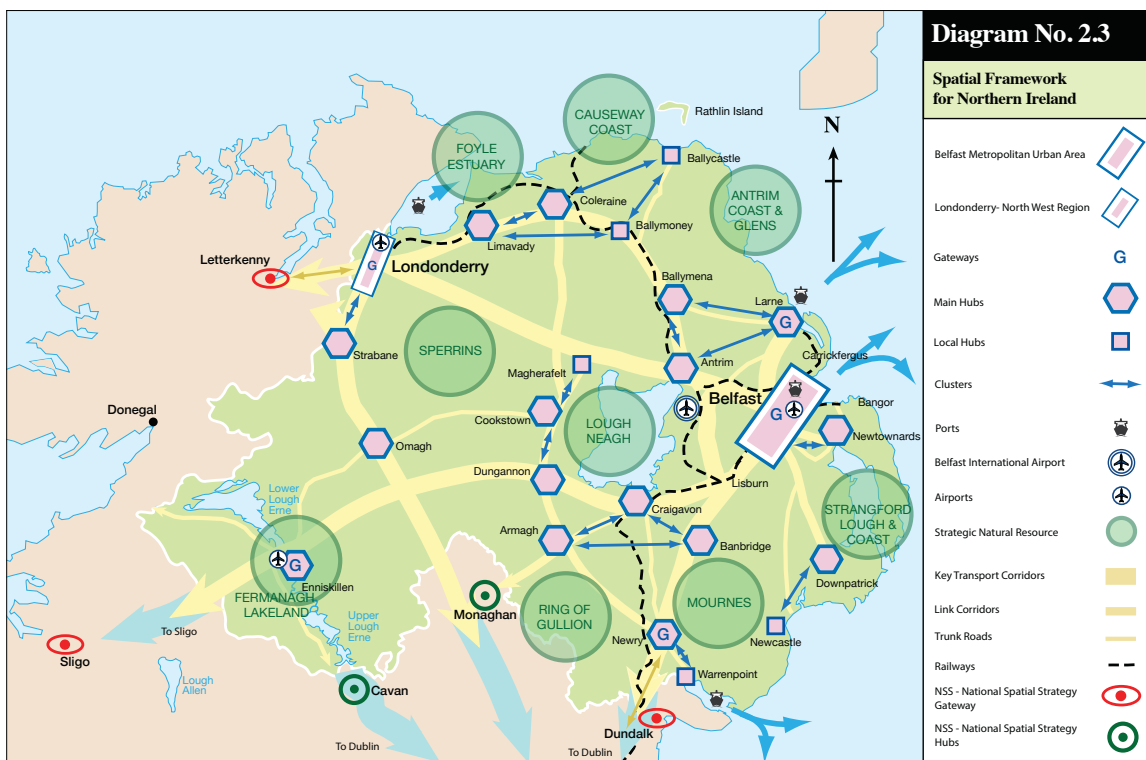 Diagram No. 2.3
Spatial Framework
for Northern Ireland
Belfast Metropolitan Urban Area
Londonderry- North West Region
Gateways
G
Main Hubs
Local Hubs
Clusters
Ports
Belfast International Airport
Airports
Strategic Natural Resource
Key Transport Corridors
Link Corridors
Trunk Roads
Railways
NSS - National Spatial Strategy
Gateway
NSS - National Spatial Strategy
Hubs
N
Rathlin Island
CAUSEWAY
COAST
FOYLE
ESTUARY
Ballycastle
ANTRIM
COAST &
GLENS
Coleraine
Ballymoney
Limavady
Letterkenny
G
Londonderry
Ballymena
Larne
G
Strabane
SPERRINS
Magherafelt
Antrim
Carrickfergus
Belfast
G
Bangor
Donegal
Cookstown
LOUGH
NEAGH
Newtownards
Omagh
Dungannon
Lisburn
Lower
Lough
Erne
Craigavon
STRANGFORD
LOUGH &
COAST
Armagh
Banbridge
G
Enniskillen
FERMANAGH
LAKELAND
Downpatrick
Monaghan
RING OF
GULLION
MOURNES
Upper
Lough
Erne
To Sligo
Sligo
Newry
G
Newcastle
Lough
Allen
Cavan
Warrenpoint
Dundalk
To Dublin
To Dublin